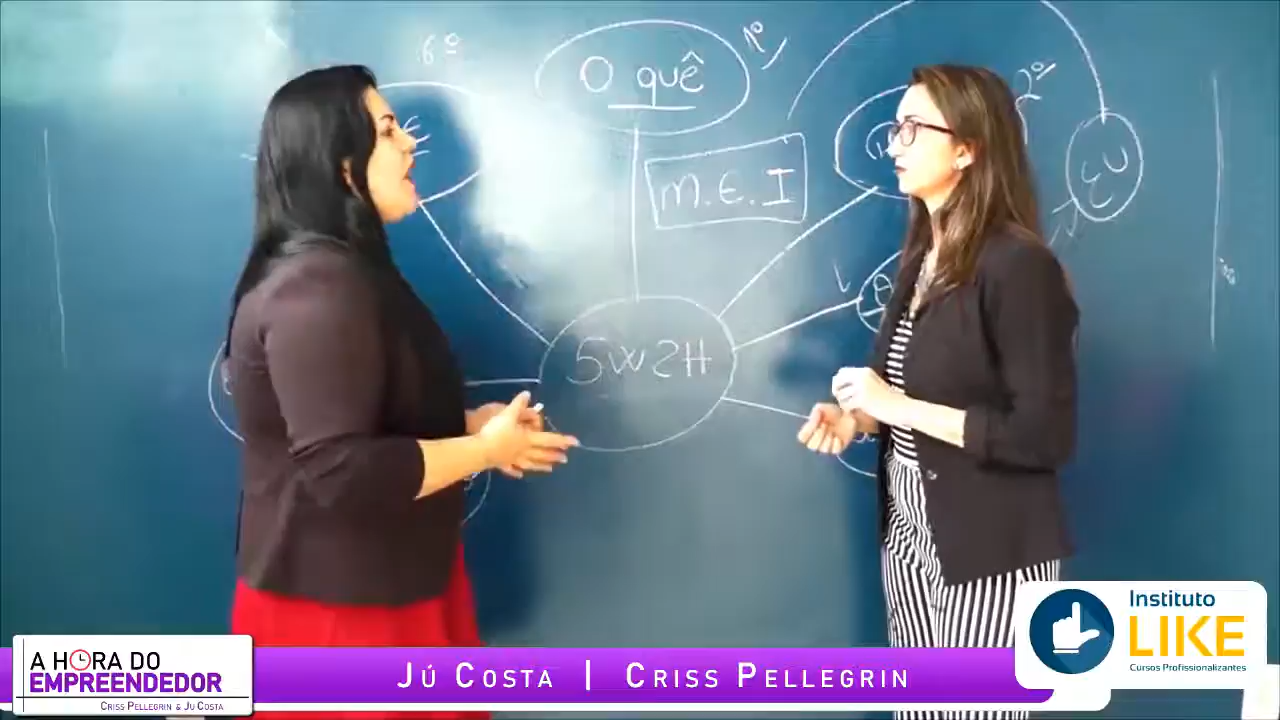 6º
O quê
1º
2º
M.E.I
EU
5W2H
A HORA DO
EMPREENDEDOR
CRISS PELLEGRIN & JÚ COSTA
JÚ COSTA | CRISS PELLEGRIN
Instituto
LIKE
Cursos Profissionalizantes